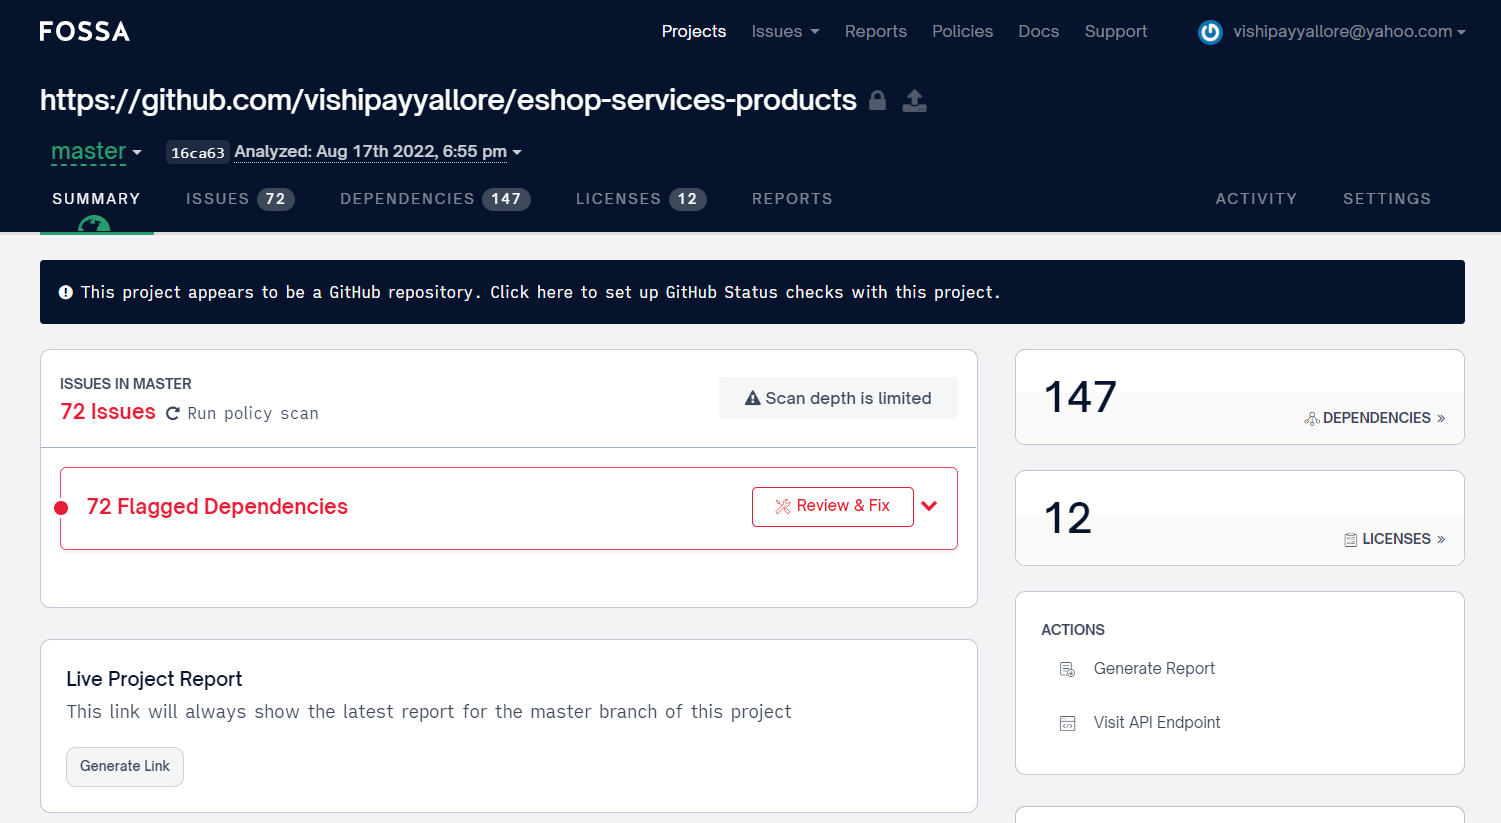 FOSSA
Projects Issues Reports Policies Docs Support vishipayyallore@yahoo.com
https://github.com/vishipayyallore/eshop-services-products
master 16ca63 Analyzed: Aug 17th 2022, 6:55 pm
SUMMARY ISSUES 72 DEPENDENCIES 147 LICENSES 12 REPORTS ACTIVITY SETTINGS
This project appears to be a GitHub repository. Click here to set up GitHub Status checks with this project.
ISSUES IN MASTER
72 Issues Run policy scan
Scan depth is limited
72 Flagged Dependencies
Review & Fix
Live Project Report
This link will always show the latest report for the master branch of this project
Generate Link
147
DEPENDENCIES »
12
LICENSES »
ACTIONS
Generate Report
Visit API Endpoint